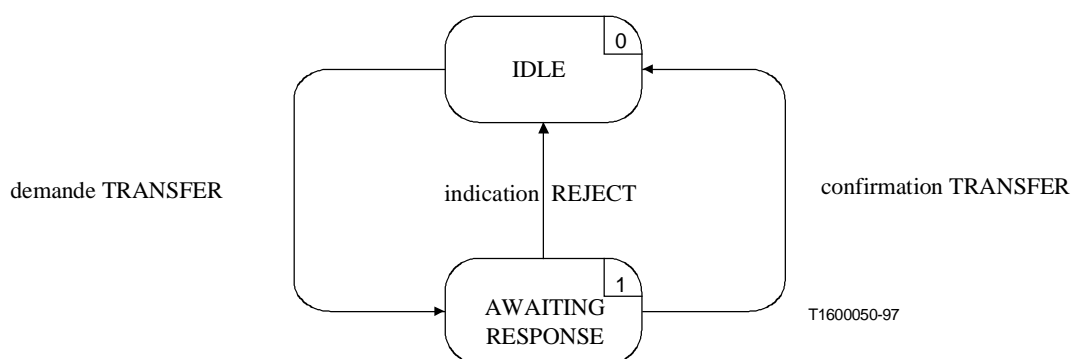 0
IDLE
demande TRANSFER
indication REJECT
confirmation TRANSFER
1
AWAITING
RESPONSE
T1600050-97